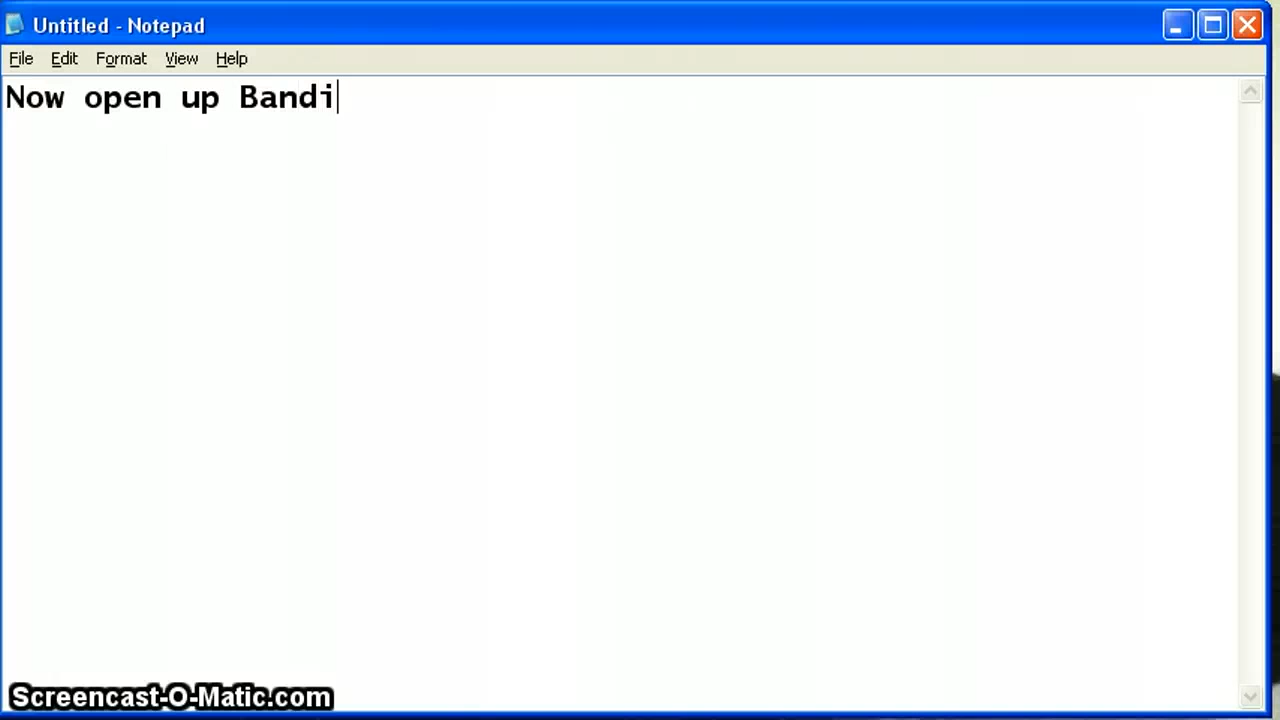 Untitled - Notepad
File Edit Format View Help
Now open up Bandi
Screencast-O-Matic.com